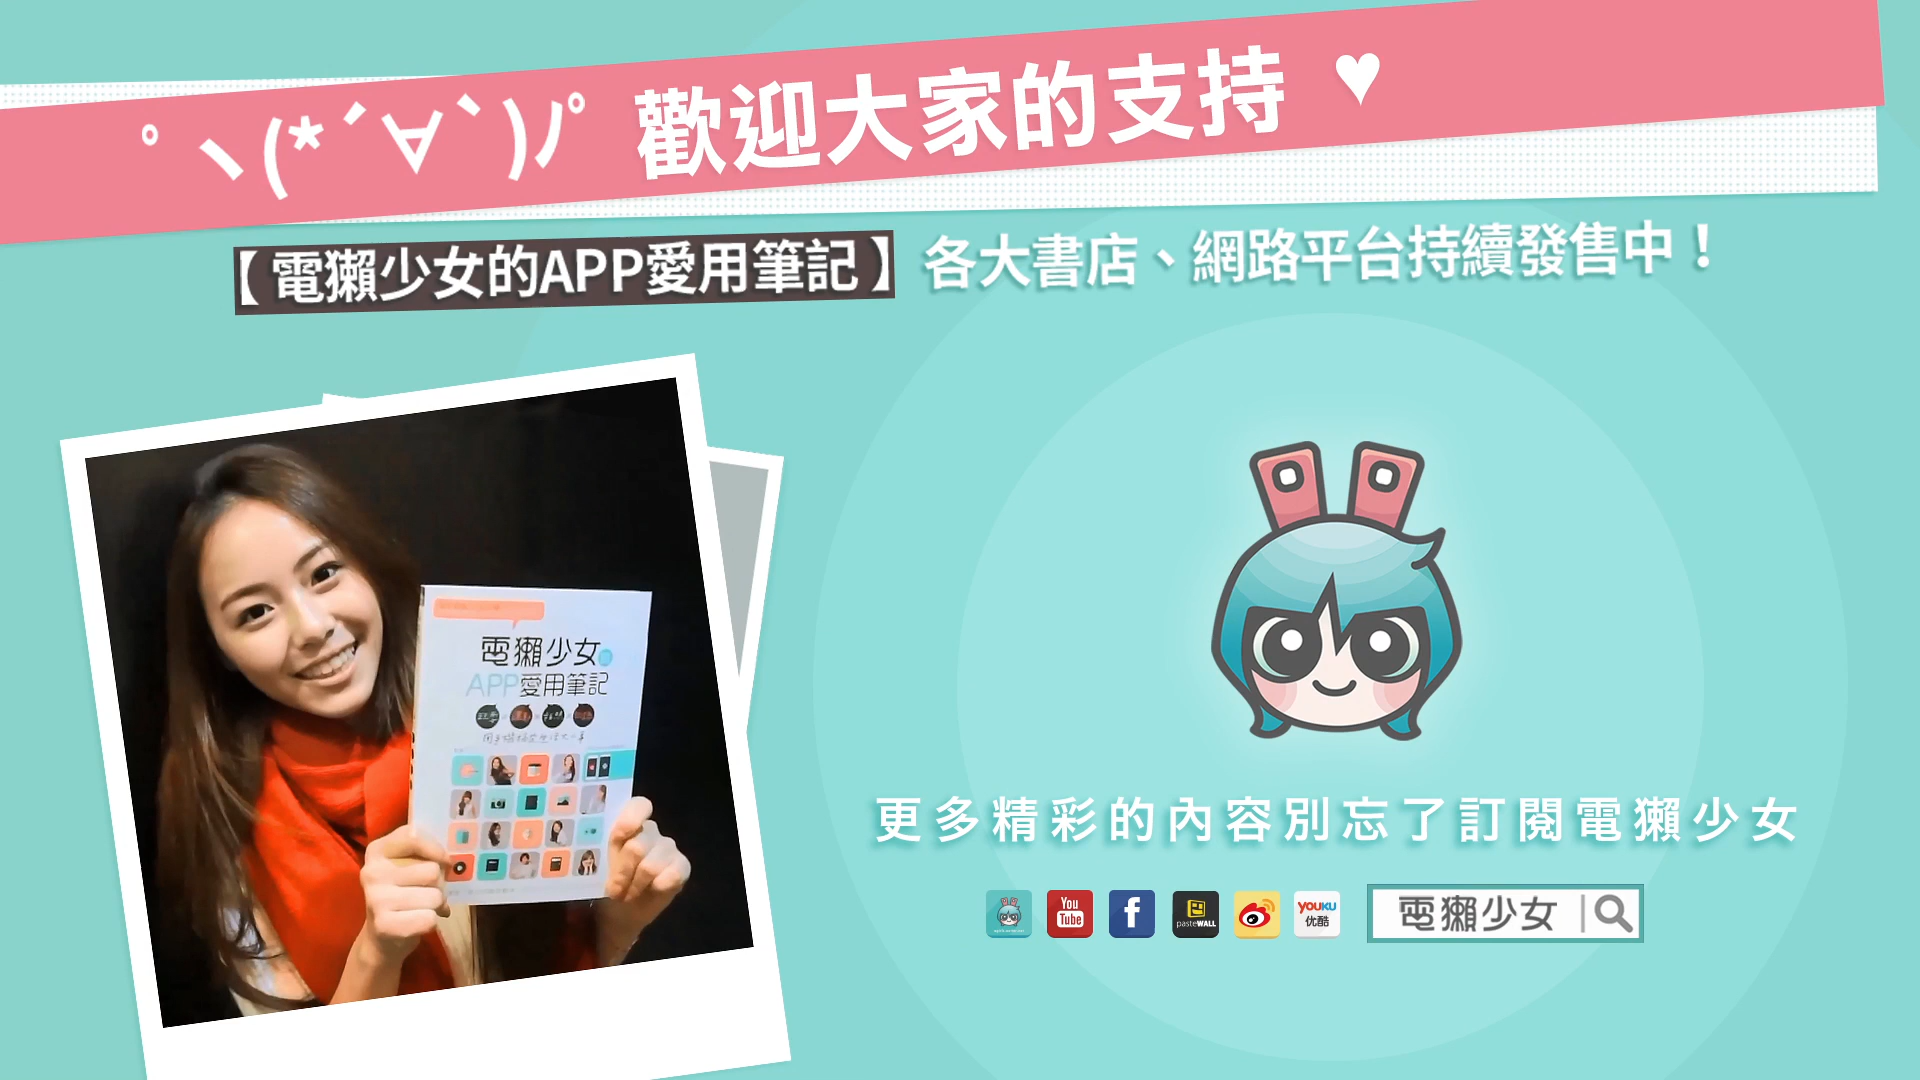 ゜ヽ(*´∀`)ﾉ゜ 歡迎大家的支持 ♥
【電獺少女的APP愛用筆記】 各大書店、網路平台持續發售中！
電獺少女
APP愛用筆記
更多精彩的內容別忘了訂閱電獺少女
You
Tube
f
pasteWALL
YOUKU
优酷
電獺少女